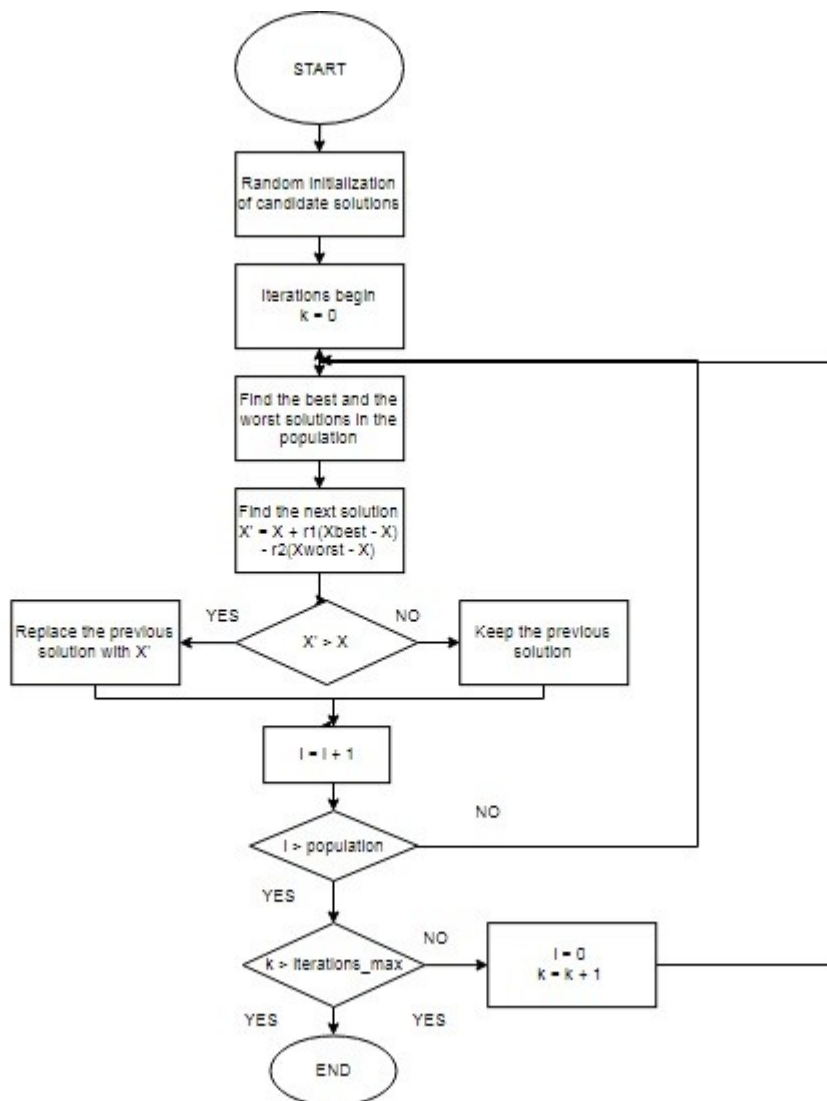 START
Random initialization
of candidate solutions
Iterations begin
k = 0
Find the best and the
worst solutions in the
population
Find the next solution
X' = X + r1(Xbest - X)
- r2(Xworst - X)
YES
X' > X
NO
Replace the previous
solution with X'
Keep the previous
solution
i = i + 1
i > population
NO
YES
k > iterations_max
NO
i = 0
k = k + 1
YES
YES
END